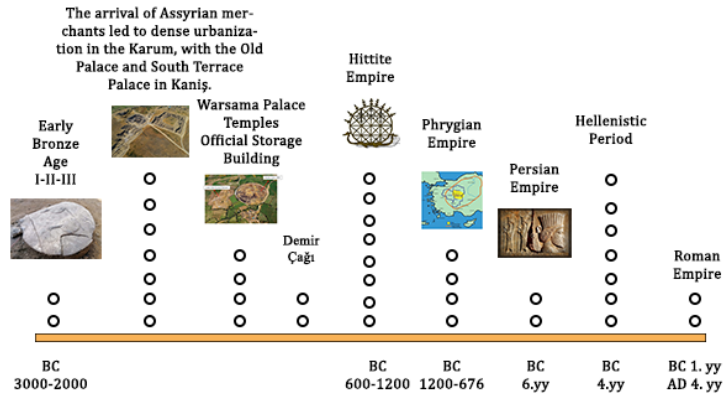 The arrival of Assyrian mer-
chants led to dense urbaniza-
tion in the Karum, with the Old
Palace and South Terrace
Palace in Kaniş.
Early
Bronze
Age
I-II-III
Warsama Palace
Temples
Official Storage
Building
Demir
Çağı
Hittite
Empire
Phrygian
Empire
Persian
Empire
Hellenistic
Period
Roman
Empire
BC
3000-2000
BC
600-1200
BC
1200-676
BC
6.yy
BC
4.yy
BC 1. yy
AD 4. yy